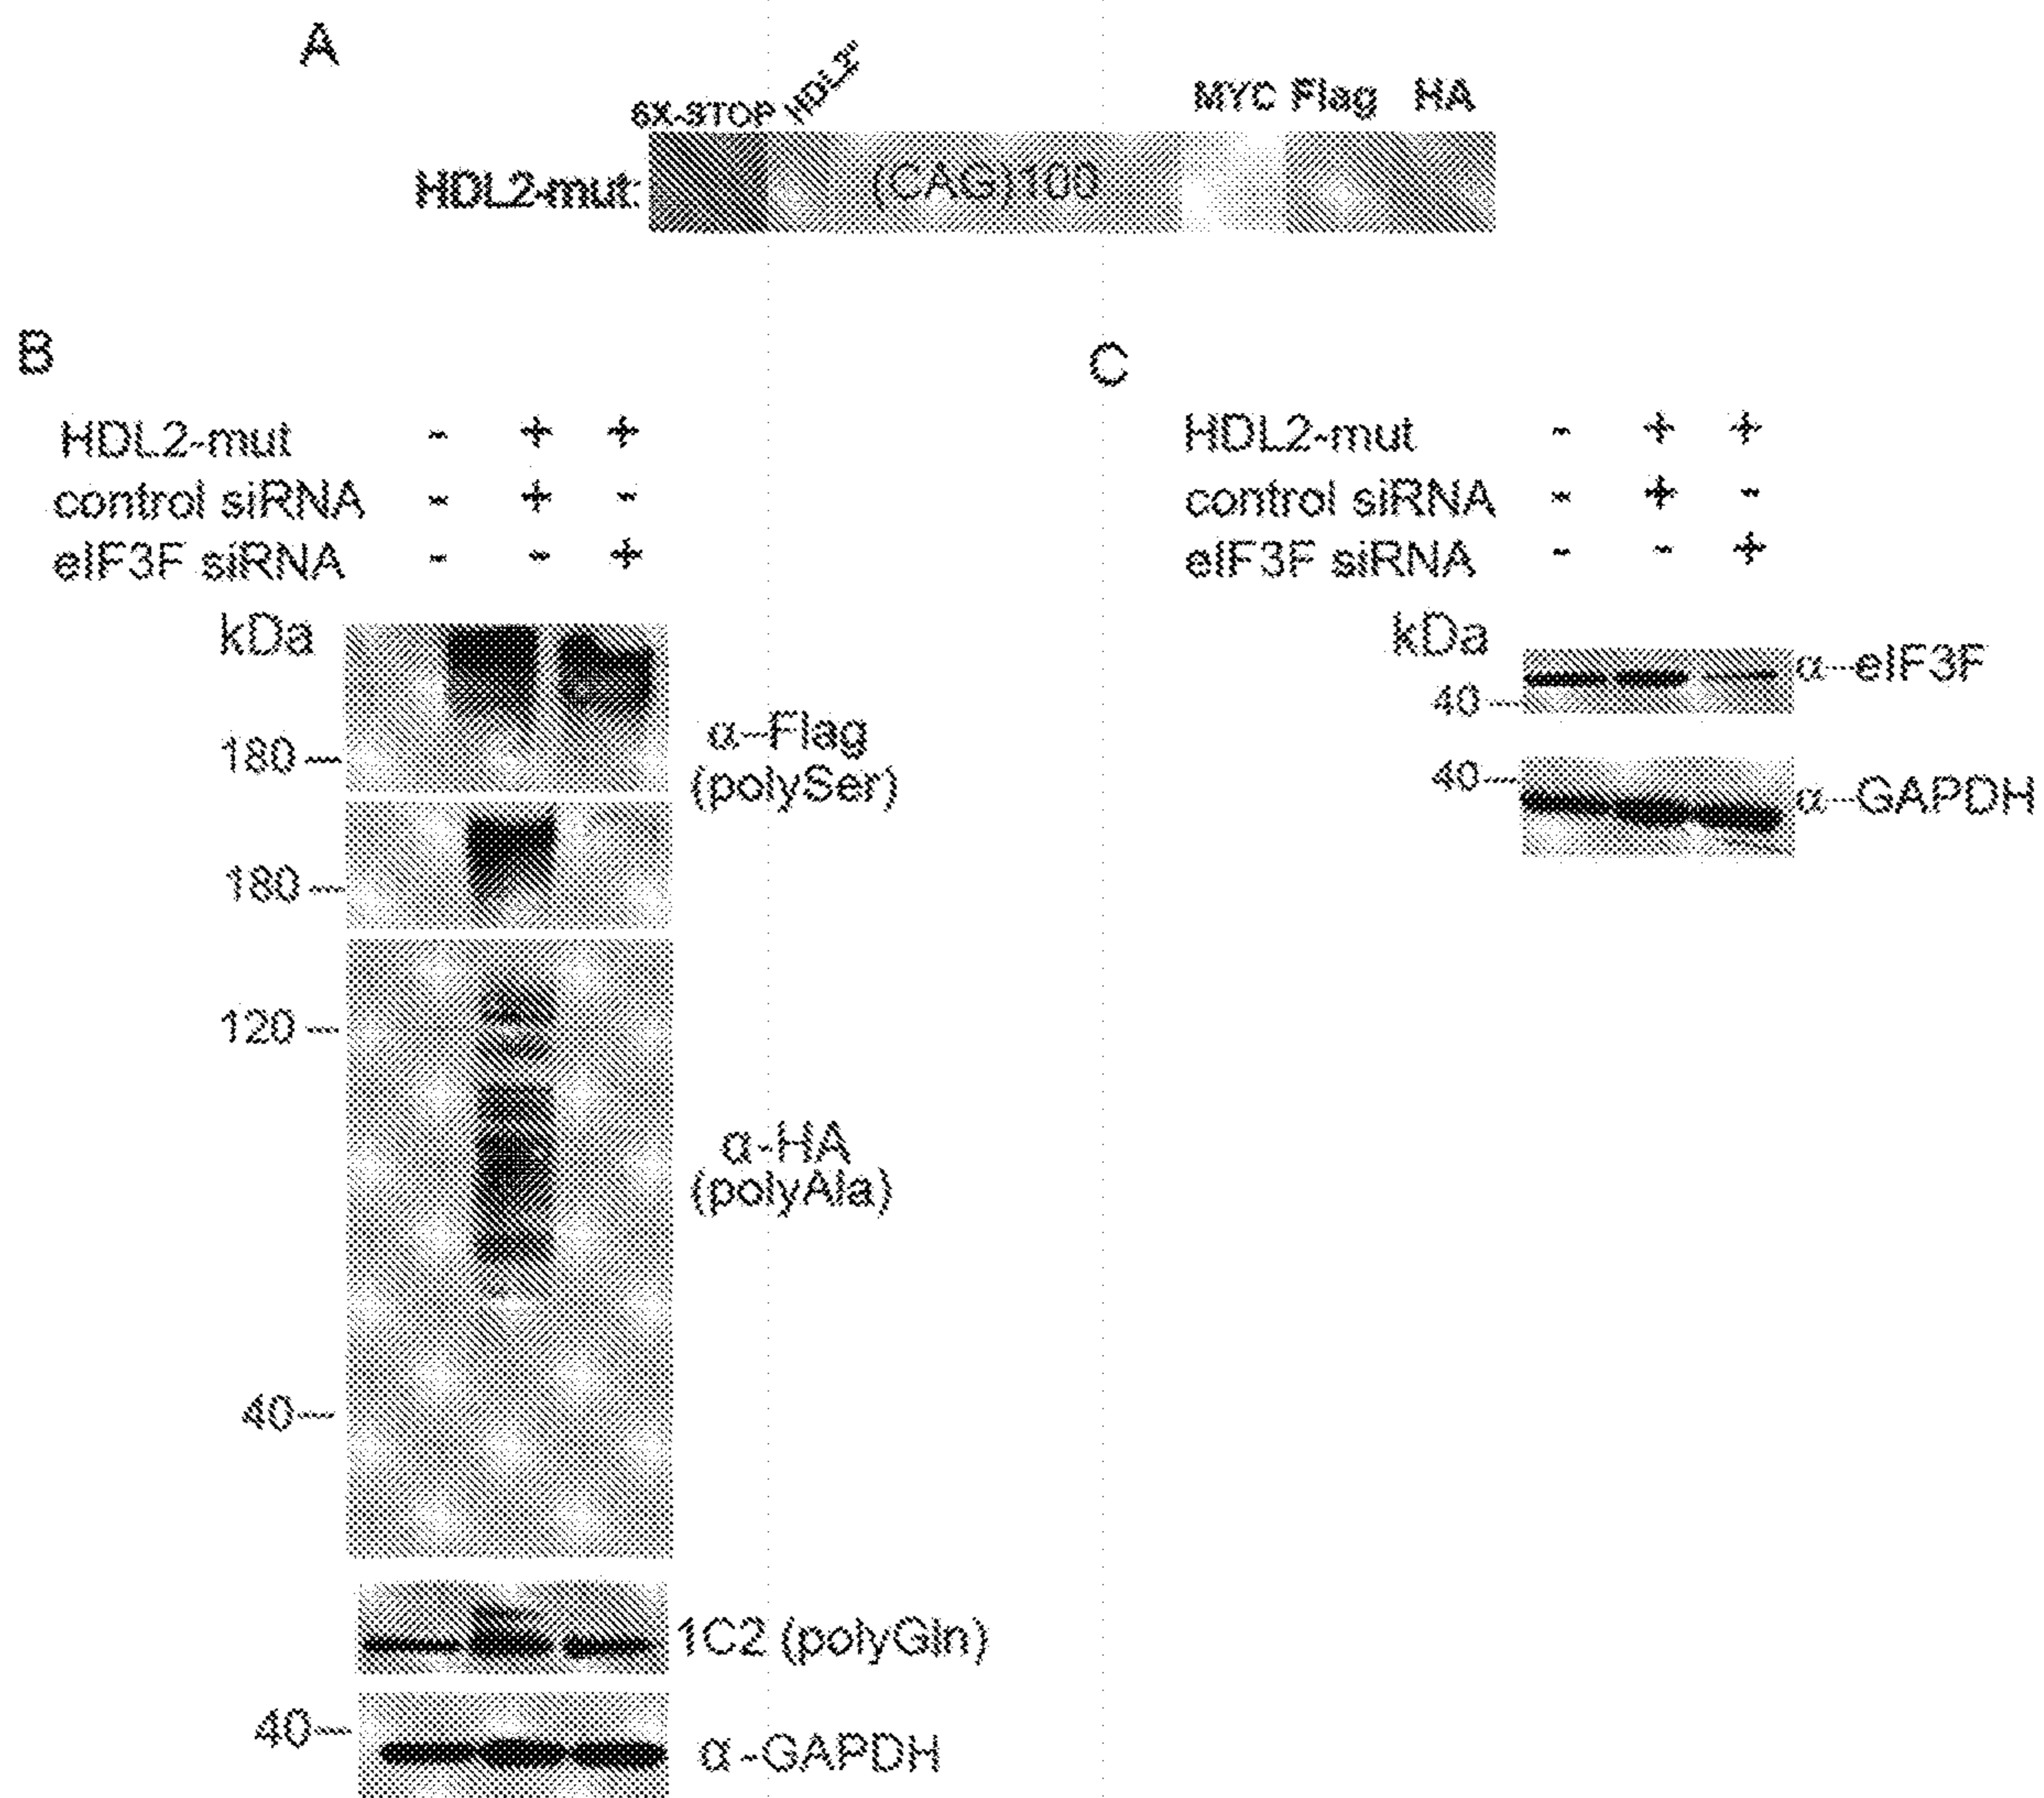 A
6X-STOP HDL2
MYC Flag HA
HDL2-mut: (CAG)100
B
HDL2-mut - + +
control siRNA - + -
eIF3F siRNA - - +
kDa
180
α-Flag
(polySer)
180
120
α-HA
(polyAla)
40
1C2 (polyGln)
40
α-GAPDH
C
HDL2-mut - + +
control siRNA - + -
eIF3F siRNA - - +
kDa
α-eIF3F
40
40
α-GAPDH